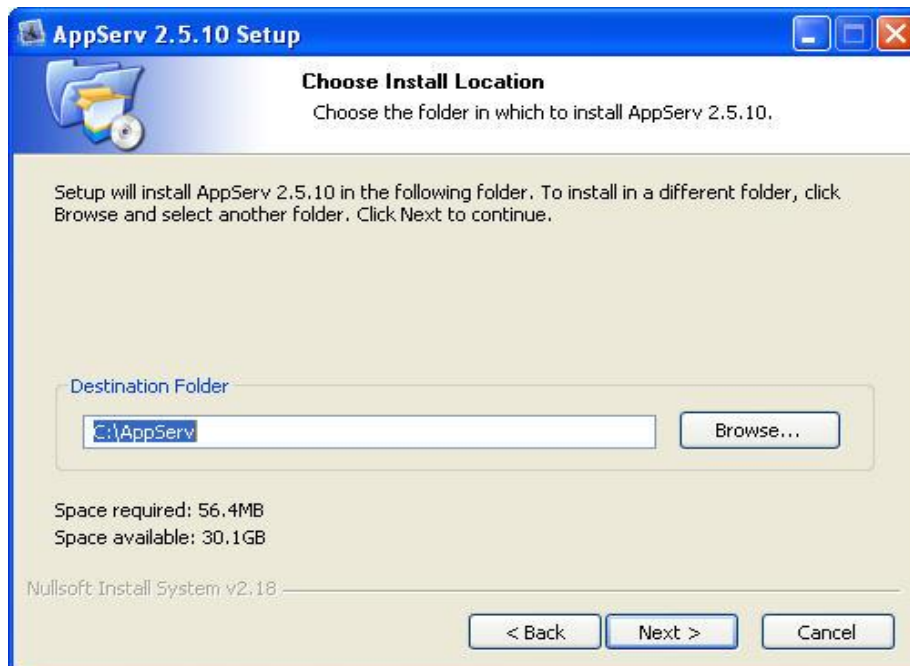 AppServ 2.5.10 Setup
Choose Install Location
Choose the folder in which to install AppServ 2.5.10.
Setup will install AppServ 2.5.10 in the following folder. To install in a different folder, click
Browse and select another folder. Click Next to continue.
Destination Folder
C:\AppServ
Browse...
Space required: 56.4MB
Space available: 30.1GB
Nullsoft Install System v2.18
< Back
Next >
Cancel